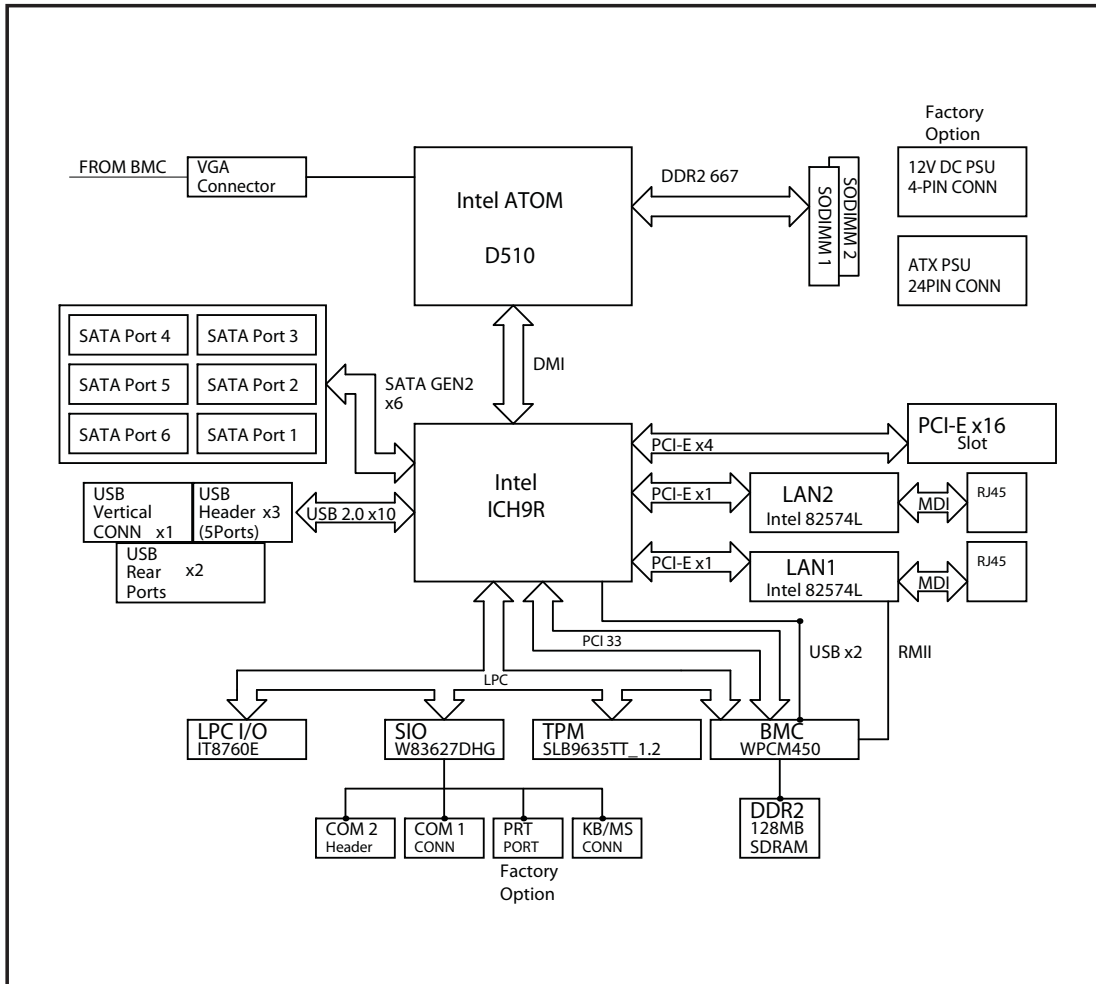 Factory
Option
12V DC PSU
4-PIN CONN
ATX PSU
24PIN CONN
FROM BMC
VGA
Connector
Intel ATOM
D510
DDR2 667
SODIMM 1
SODIMM 2
SATA Port 4
SATA Port 3
SATA Port 5
SATA Port 2
SATA Port 6
SATA Port 1
SATA GEN2
x6
DMI
Intel
ICH9R
PCI-E x4
PCI-E x16
Slot
PCI-E x1
LAN2
Intel 82574L
MDI
RJ45
PCI-E x1
LAN1
Intel 82574L
MDI
RJ45
USB
Vertical
CONN x1
USB
Header x3
(5Ports)
USB
Rear x2
Ports
USB 2.0 x10
PCI 33
USB x2
RMII
LPC
LPC I/O
IT8760E
SIO
W83627DHG
TPM
SLB9635TT_1.2
BMC
WPCM450
COM 2
Header
COM 1
CONN
PRT
PORT
KB/MS
CONN
Factory
Option
DDR2
128MB
SDRAM